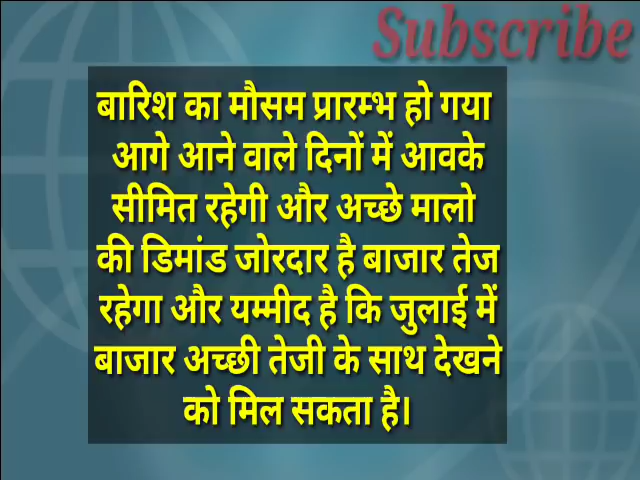 Subscribe
बारिश का मौसम प्रारम्भ हो गया
आगे आने वाले दिनों में आवके
सीमित रहेगी और अच्छे मालो
की डिमांड जोरदार है बाजार तेज
रहेगा और यम्मीद है कि जुलाई में
बाजार अच्छी तेजी के साथ देखने
को मिल सकता है।